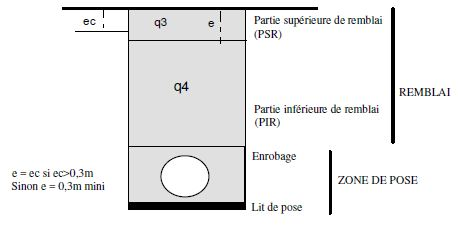 ec
q3
e
Partie supérieure de remblai
(PSR)
q4
REMBLAI
Partie inférieure de remblai
(PIR)
Enrobage
e = ec si ec>0,3m
Sinon e = 0,3m mini
ZONE DE POSE
Lit de pose